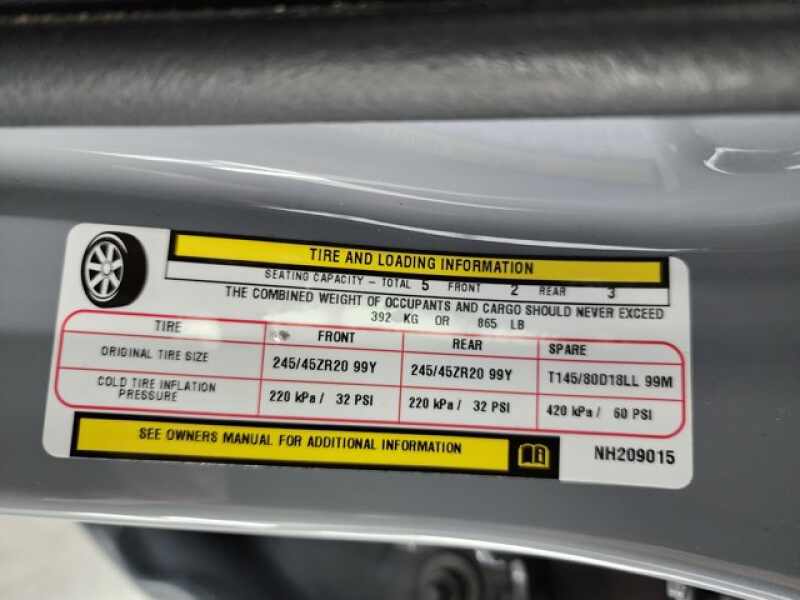 TIRE AND LOADING INFORMATION
SEATING CAPACITY – TOTAL 5 FRONT 2 REAR 3
THE COMBINED WEIGHT OF OCCUPANTS AND CARGO SHOULD NEVER EXCEED
392 KG OR 865 LB
TIRE FRONT REAR SPARE
ORIGINAL TIRE SIZE 245/45ZR20 99Y 245/45ZR20 99Y T145/80D18LL 99M
COLD TIRE INFLATION
PRESSURE 220 kPa / 32 PSI 220 kPa / 32 PSI 420 kPa / 60 PSI
SEE OWNERS MANUAL FOR ADDITIONAL INFORMATION
NH209015